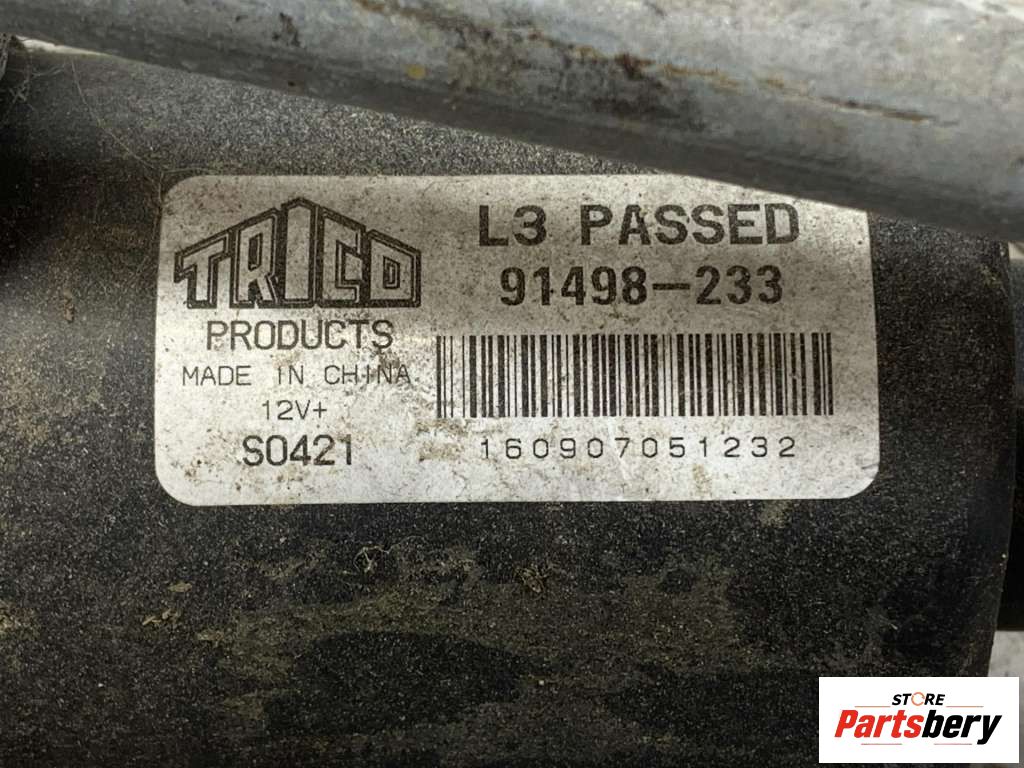 TRICO
PRODUCTS
MADE IN CHINA
12V+
S0421
L3 PASSED
91498-233
160907051232
STORE
Partsbery